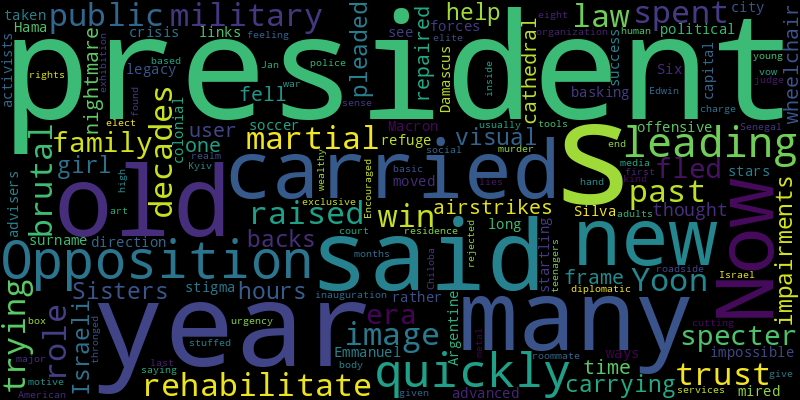 president
S
said
year
many
carried
old
new
Now
Opposition
quickly
leading
public
military
law
spent
martial
family
decades
brutal
win
raised
past
Yoon
trust
rehabilitate
image
era
role
trying
Israeli
hours
Sisters
backs
airstrikes
fled
specter
carrying
impairments
wheelchair
cathedral
repaired
pleaded
nightmare
help
visual
girl
fell
user
one
frame
time
thought
silva
startling
stars
offensive
political
capital
Six
basking
success
city
Damascus
forces
elite
see
links
crisis
legacy
taken
Hama
activists
colonial
soccer
Macron
refuge
moved
surname
direction
stigma
advisers
rather
long
Emmanuel
Argentine
advanced
ways
impossible
mired
residence
rejected
diplomatic
exclusive
Encouraged
wealthy
Kyiv
realm
high
art
court
months
inauguration
Chiloba
social
murder
basic
lies
usually
tools
inside
organization
eight
feeling
Jan
police
war
sense
based
found
exhibition
rights
human
Edwin
young
vow
judge
charge
Senegal
end
media
first
kind
hand
adults
teenagers
roadside
Israel
cutting
services
give
roommate
metal
given
body
stuffed
urgency
last
saying
thronged
box
major
motive
American
elect